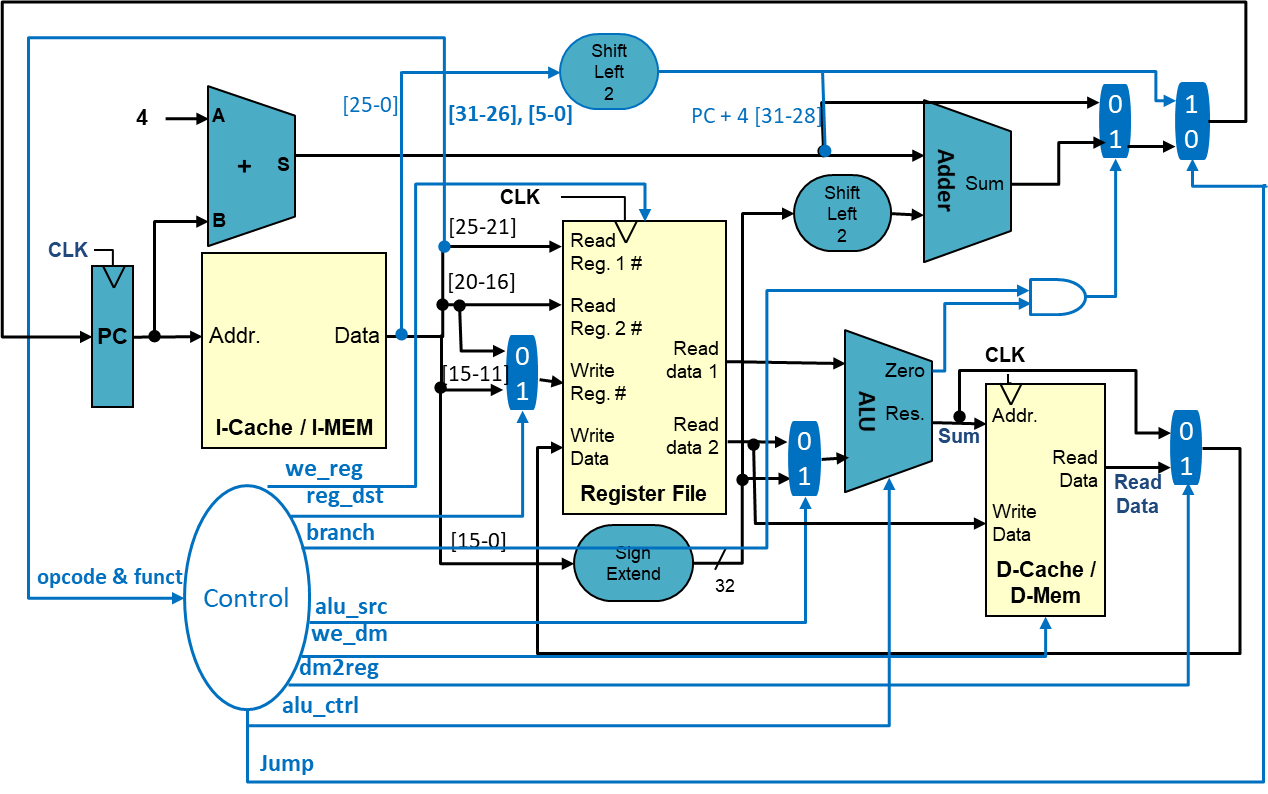 Shift
Left
2
[25-0]
[31-26], [5-0]
PC + 4 [31-28]
4
A
+
S
B
0
1
1
0
Adder
Sum
CLK
Shift
Left
2
CLK
[25-21]
Read
Reg. 1 #
[20-16]
Read
Reg. 2 #
PC
Addr.
Data
I-Cache / I-MEM
0
1
[15-11]
Write
Reg. #
Read
data 1
Write
Data
Read
data 2
Register File
0
1
Zero
ALU
Res.
Sum
CLK
Addr.
Read
Data
Write
Data
D-Cache /
D-Mem
Read
Data
0
1
we_reg
reg_dst
branch
[15-0]
Sign
Extend
32
opcode & funct
Control
alu_src
we_dm
dm2reg
alu_ctrl
Jump